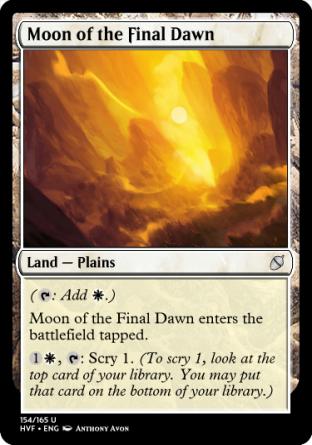 Moon of the Final Dawn
Land — Plains
(T: Add W.)
Moon of the Final Dawn enters the
battlefield tapped.
1W, T: Scry 1. (To scry 1, look at the
top card of your library. You may put
that card on the bottom of your library.)
154/165 U
HVF • ENG Anthony Avon